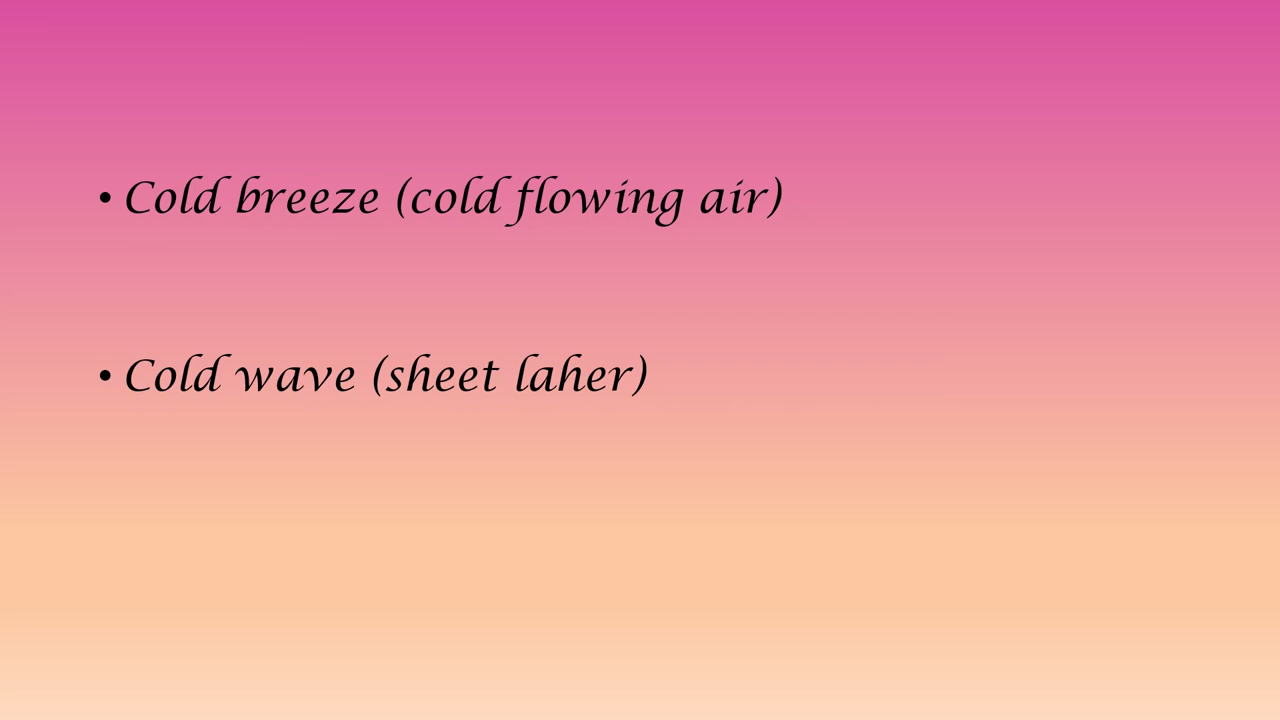 • Cold breeze (cold flowing air)
• Cold wave (sheet laher)